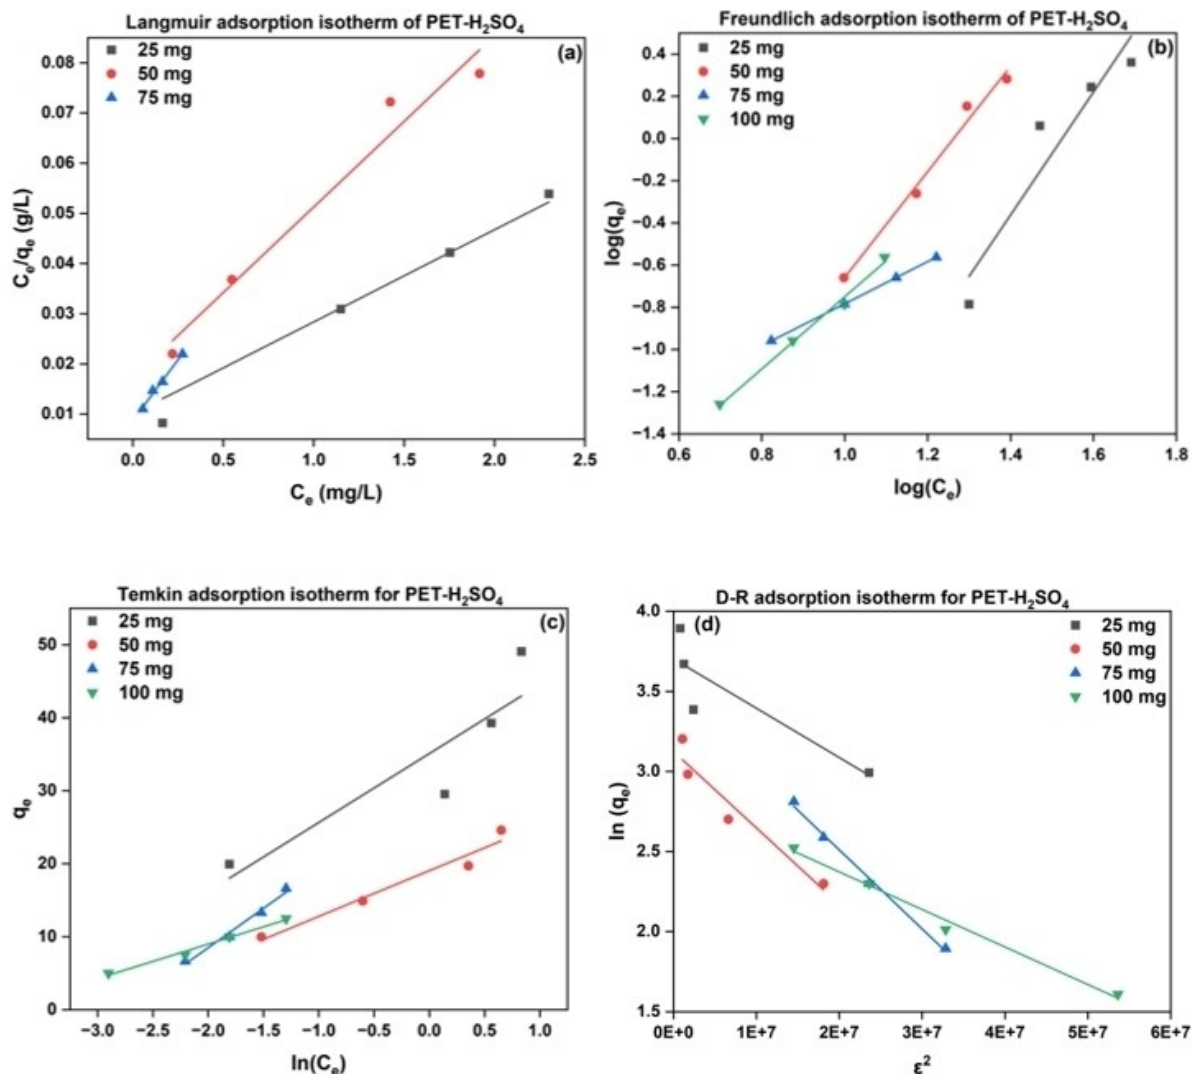 Langmuir adsorption isotherm of PET-H₂SO₄
(a)
25 mg
50 mg
75 mg
0.08
0.07
0.06
0.05
0.04
0.03
0.02
0.01
Cₑ/qₑ (g/L)
0.0 0.5 1.0 1.5 2.0 2.5
Cₑ (mg/L)
Freundlich adsorption isotherm of PET-H₂SO₄
(b)
25 mg
50 mg
75 mg
100 mg
0.4
0.2
0.0
−0.2
−0.4
−0.6
−0.8
−1.0
−1.2
−1.4
log(qₑ)
0.6 0.8 1.0 1.2 1.4 1.6 1.8
log(Cₑ)
Temkin adsorption isotherm for PET-H₂SO₄
(c)
25 mg
50 mg
75 mg
100 mg
50
40
30
20
10
0
qₑ
−3.0 −2.5 −2.0 −1.5 −1.0 −0.5 0.0 0.5 1.0
ln(Cₑ)
D-R adsorption isotherm for PET-H₂SO₄
(d)
25 mg
50 mg
75 mg
100 mg
4.0
3.5
3.0
2.5
2.0
1.5
ln (qₑ)
0E+0 1E+7 2E+7 3E+7 4E+7 5E+7 6E+7
ε²